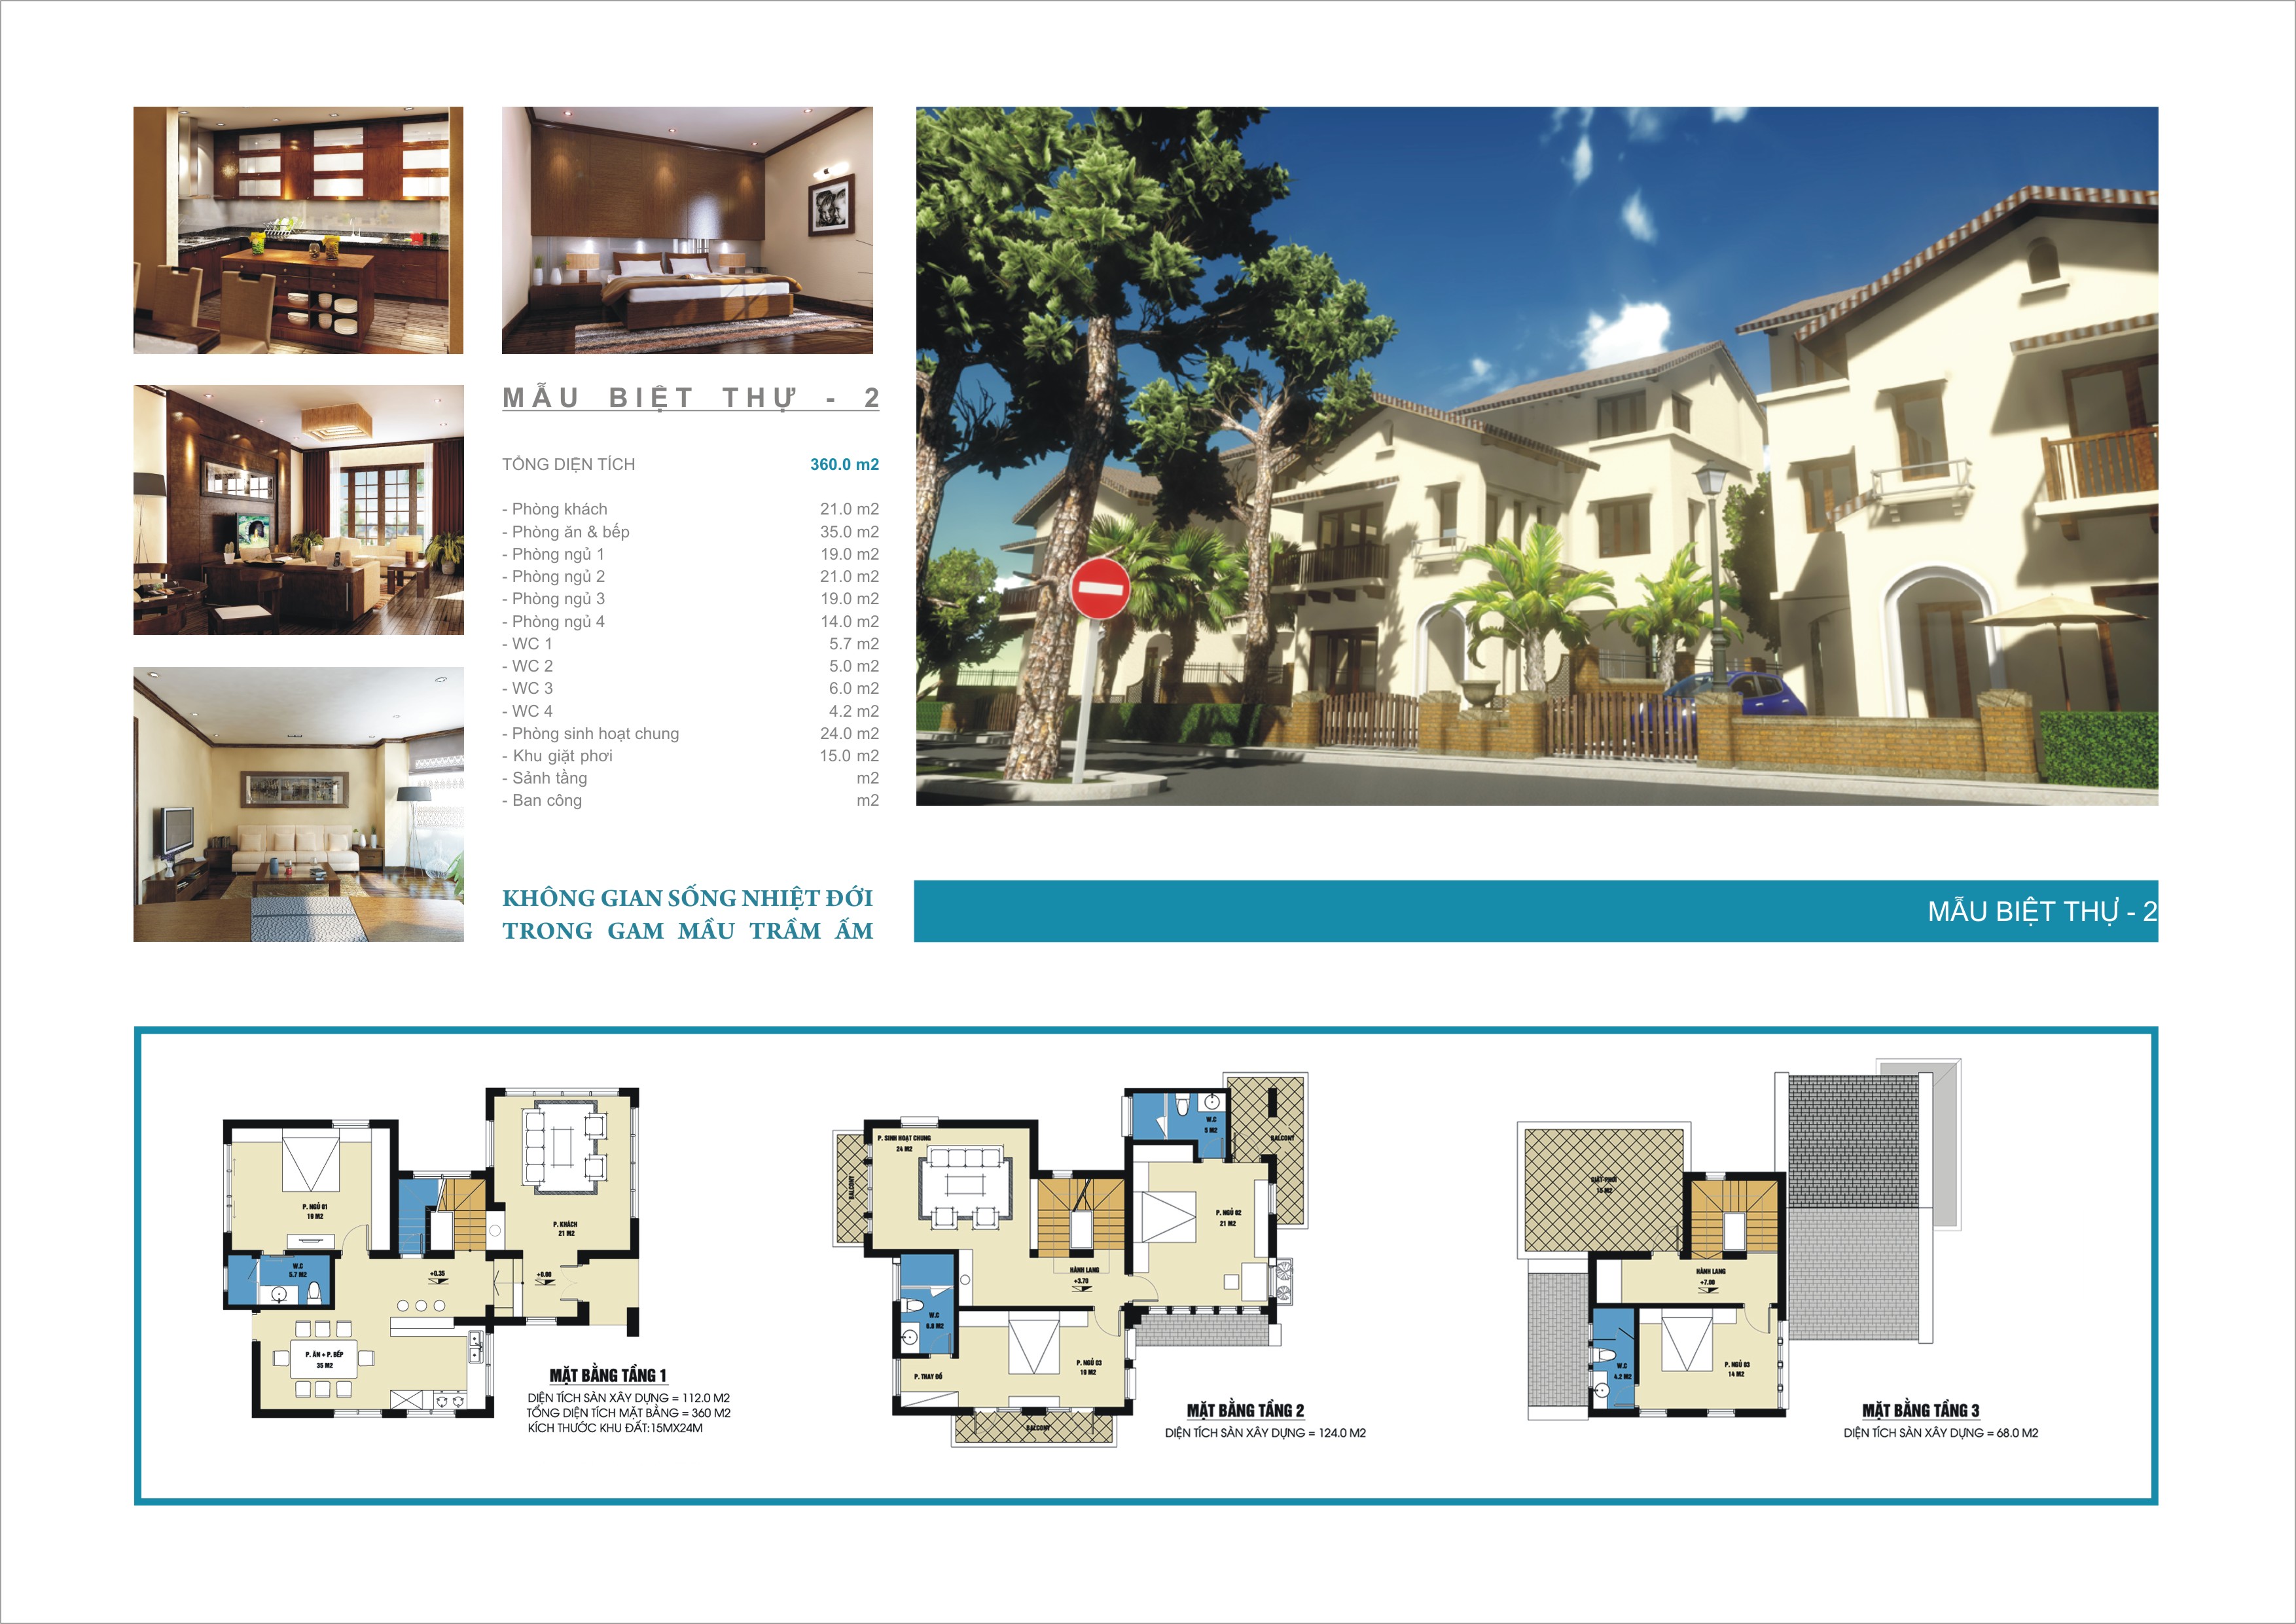 MẪU BIỆT THỰ - 2
TỔNG DIỆN TÍCH 360.0 m2
- Phòng khách 21.0 m2
- Phòng ăn & bếp 35.0 m2
- Phòng ngủ 1 19.0 m2
- Phòng ngủ 2 21.0 m2
- Phòng ngủ 3 19.0 m2
- Phòng ngủ 4 14.0 m2
- WC 1 5.7 m2
- WC 2 5.0 m2
- WC 3 6.0 m2
- WC 4 4.2 m2
- Phòng sinh hoạt chung 24.0 m2
- Khu giặt phơi 15.0 m2
- Sảnh tầng m2
- Ban công m2
KHÔNG GIAN SỐNG NHIỆT ĐỚI
TRONG GAM MẦU TRẦM ẤM
MẪU BIỆT THỰ - 2
P. NGỦ 01
19 M2
W.C
5.7 M2
P. KHÁCH
21 M2
+0.35
+0.00
P. ĂN + P. BẾP
35 M2
MẶT BẰNG TẦNG 1
DIỆN TÍCH SÀN XÂY DỰNG = 112.0 M2
TỔNG DIỆN TÍCH MẶT BẰNG = 360 M2
KÍCH THƯỚC KHU ĐẤT:15MX24M
P. SINH HOẠT CHUNG
24 M2
BALCONY
W.C
5 M2
BALCONY
P. NGỦ 02
21 M2
HÀNH LANG
+3.70
W.C
P. NGỦ 03
19 M2
P. THAY ĐỒ
BALCONY
MẶT BẰNG TẦNG 2
DIỆN TÍCH SÀN XÂY DỰNG = 124.0 M2
GIẶT-PHƠI
15 M2
HÀNH LANG
+7.00
W.C
4.2 M2
P. NGỦ 03
14 M2
MẶT BẰNG TẦNG 3
DIỆN TÍCH SÀN XÂY DỰNG = 68.0 M2